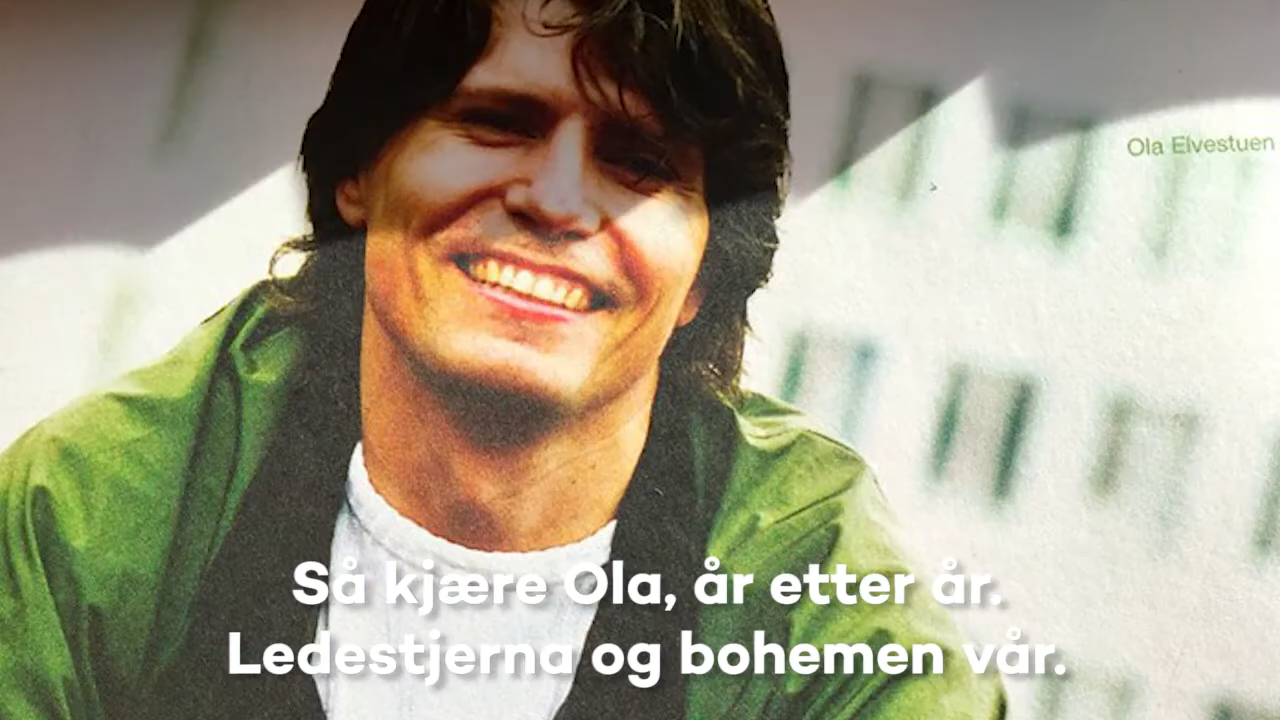 Ola Elvestuen
Så kjære Ola, år etter år.
Ledestjerna og bohemen vår.